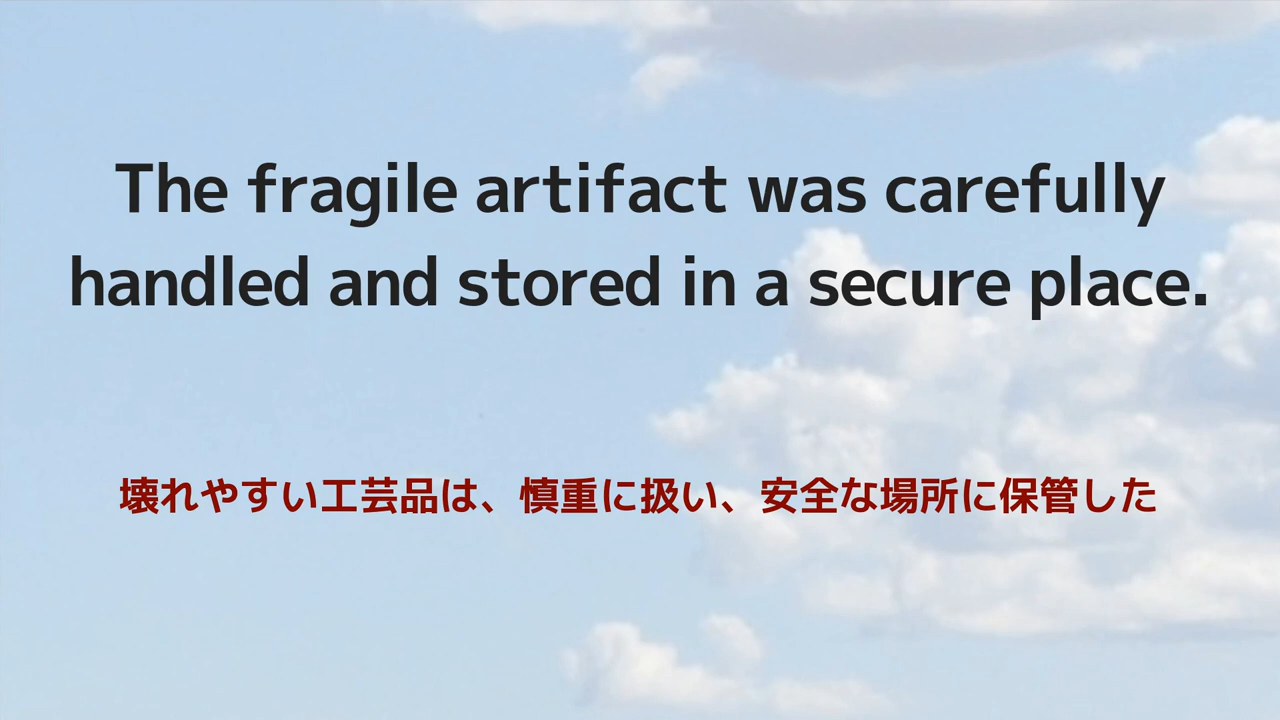 The fragile artifact was carefully
handled and stored in a secure place.
壊れやすい工芸品は、慎重に扱い、安全な場所に保管した